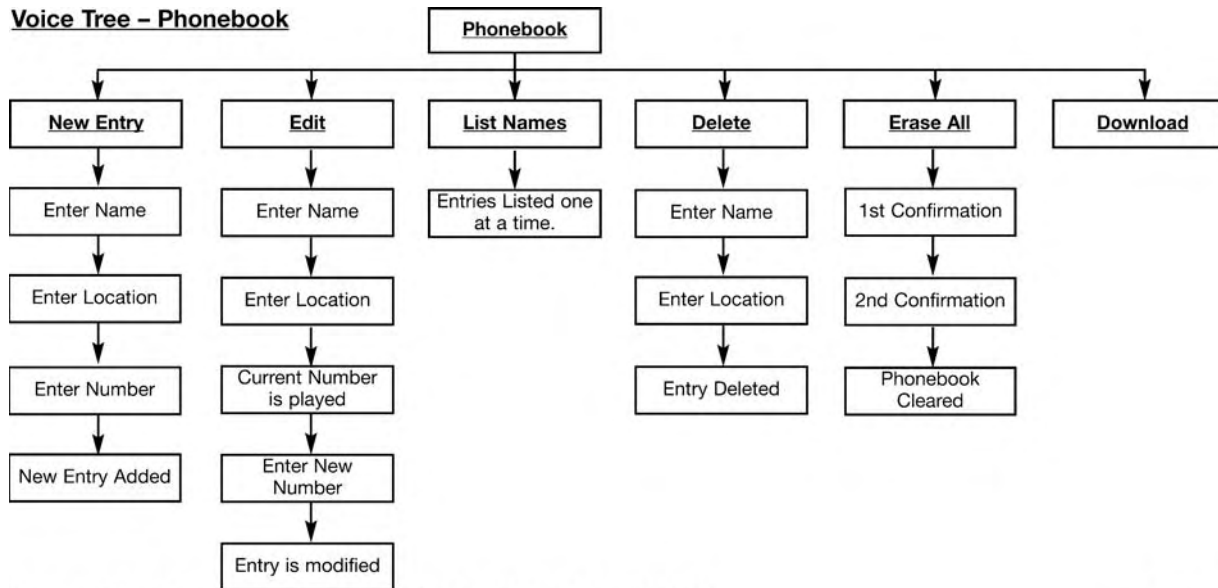 Voice Tree – Phonebook
Phonebook
New Entry
Edit
List Names
Delete
Erase All
Download
Enter Name
Enter Name
Entries Listed one
at a time.
Enter Name
1st Confirmation
Enter Location
Enter Location
Enter Location
2nd Confirmation
Enter Number
Current Number
is played
Entry Deleted
Phonebook
Cleared
New Entry Added
Enter New
Number
Entry is modified